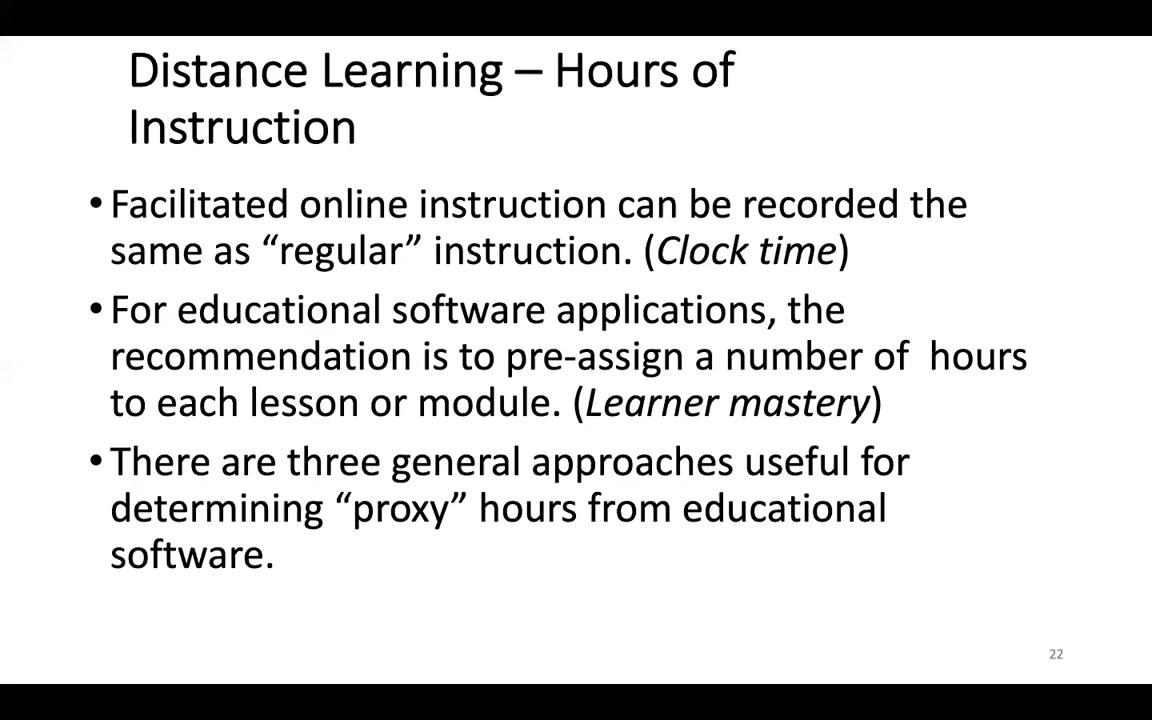 Distance Learning – Hours of
Instruction
• Facilitated online instruction can be recorded the
same as “regular” instruction. (Clock time)
• For educational software applications, the
recommendation is to pre-assign a number of  hours
to each lesson or module. (Learner mastery)
• There are three general approaches useful for
determining “proxy” hours from educational
software.
22